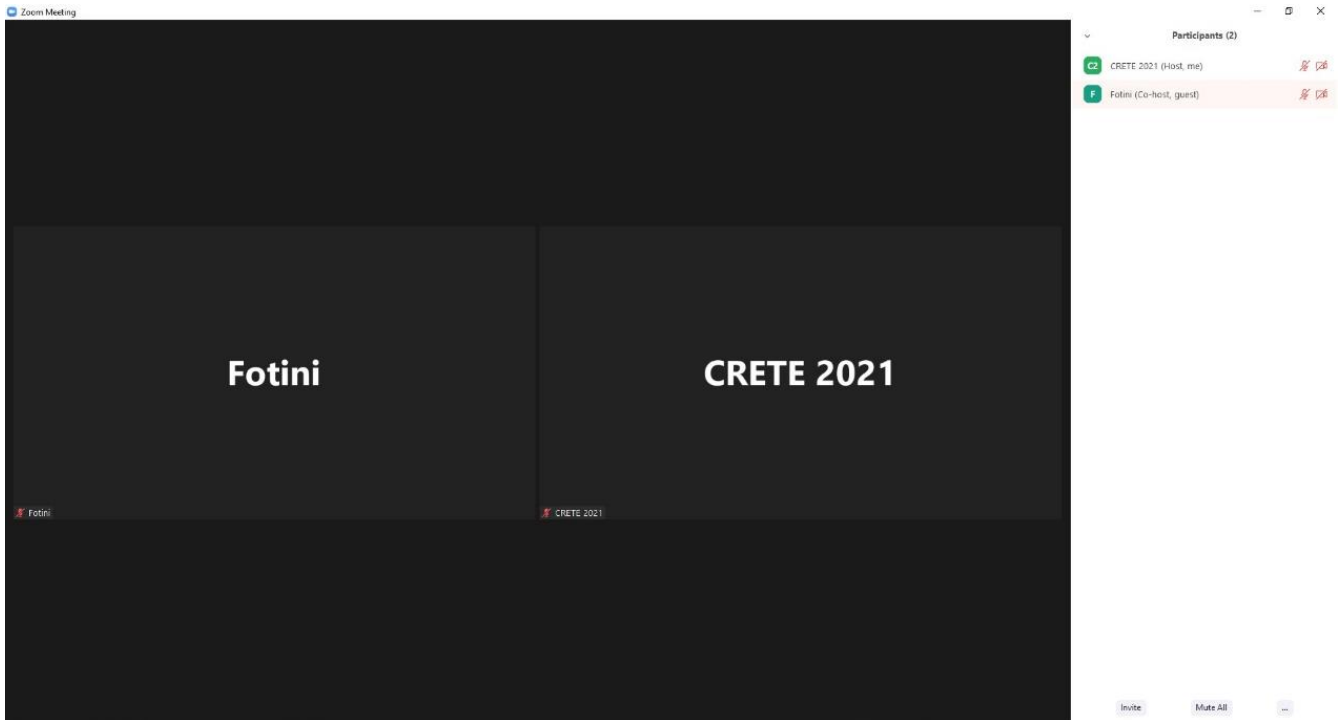 Zoom Meeting
Participants (2)
C2 CRETE 2021 (Host, me)
F Fotini (Co-host, guest)
Fotini
CRETE 2021
Fotini
CRETE 2021
Invite Mute All ...